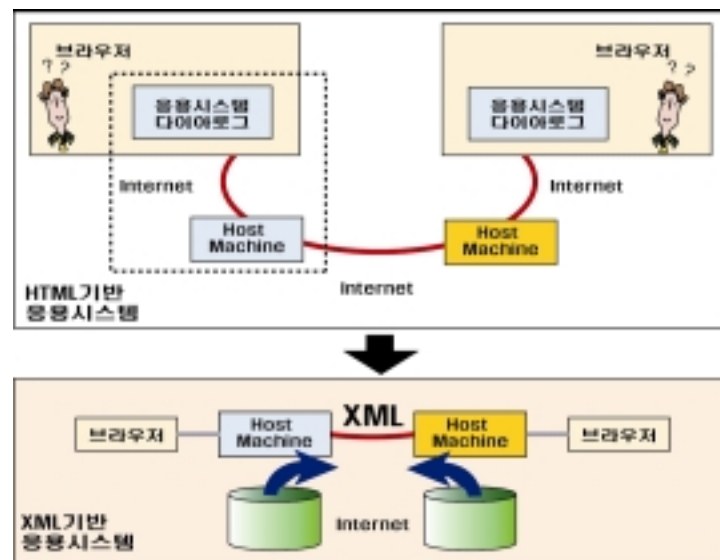 브라우저
? ?
응용시스템
다이아로그
Internet
Host
Machine
HTML기반
응용시스템
Internet
브라우저
? ?
응용시스템
다이아로그
Internet
Host
Machine
XML
브라우저
Host
Machine
Host
Machine
브라우저
Internet
XML기반
응용시스템